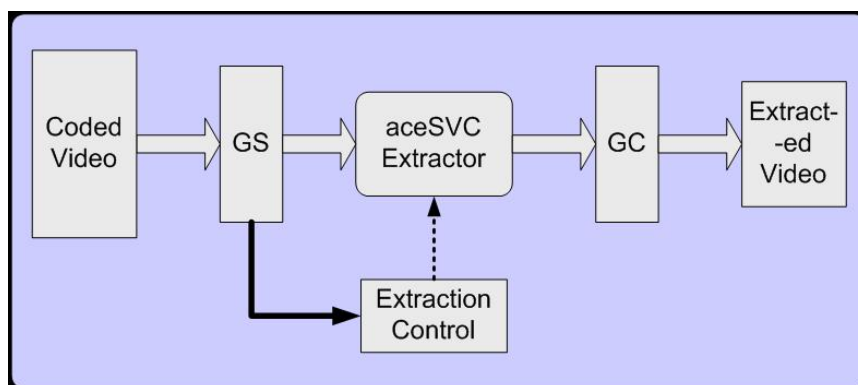 Coded
Video
GS
aceSVC
Extractor
GC
Extract-
-ed
Video
Extraction
Control